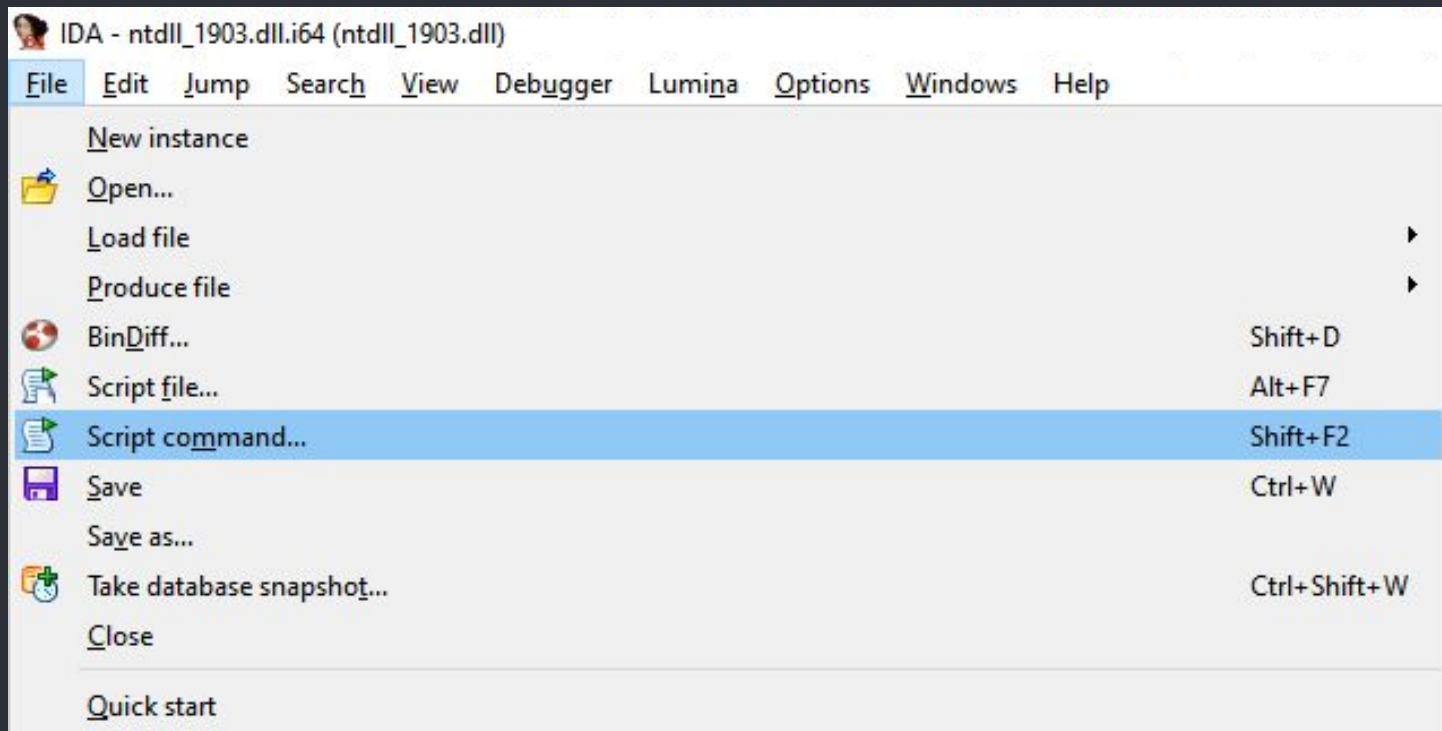 IDA - ntdll_1903.dll.i64 (ntdll_1903.dll)
File Edit Jump Search View Debugger Lumina Options Windows Help
New instance
Open...
Load file
Produce file
BinDiff... Shift+D
Script file... Alt+F7
Script command... Shift+F2
Save Ctrl+W
Save as...
Take database snapshot... Ctrl+Shift+W
Close
Quick start